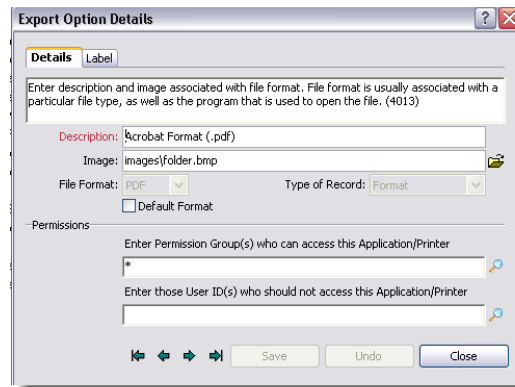 Export Option Details
Details Label
Enter description and image associated with file format. File format is usually associated with a
particular file type, as well as the program that is used to open the file. (4013)
Description: Acrobat Format (.pdf)
Image: images\folder.bmp
File Format: PDF Type of Record: Format
Default Format
Permissions
Enter Permission Group(s) who can access this Application/Printer
*
Enter those User ID(s) who should not access this Application/Printer
Save Undo Close